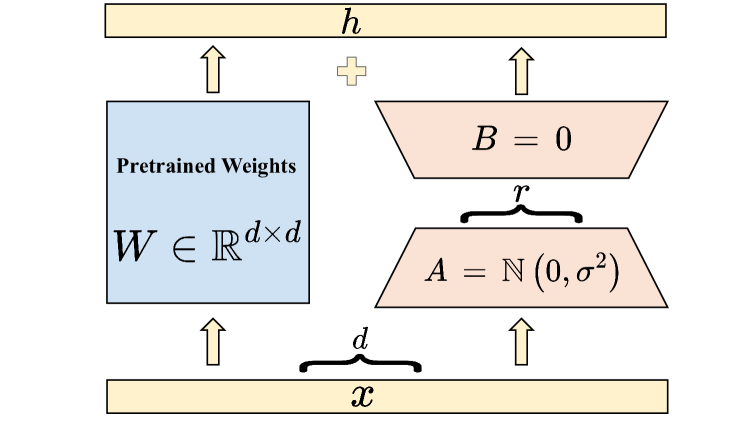 h
+
Pretrained Weights
W ∈ ℝ^{d×d}
B = 0
r
A = ℕ(0, σ²)
d
x